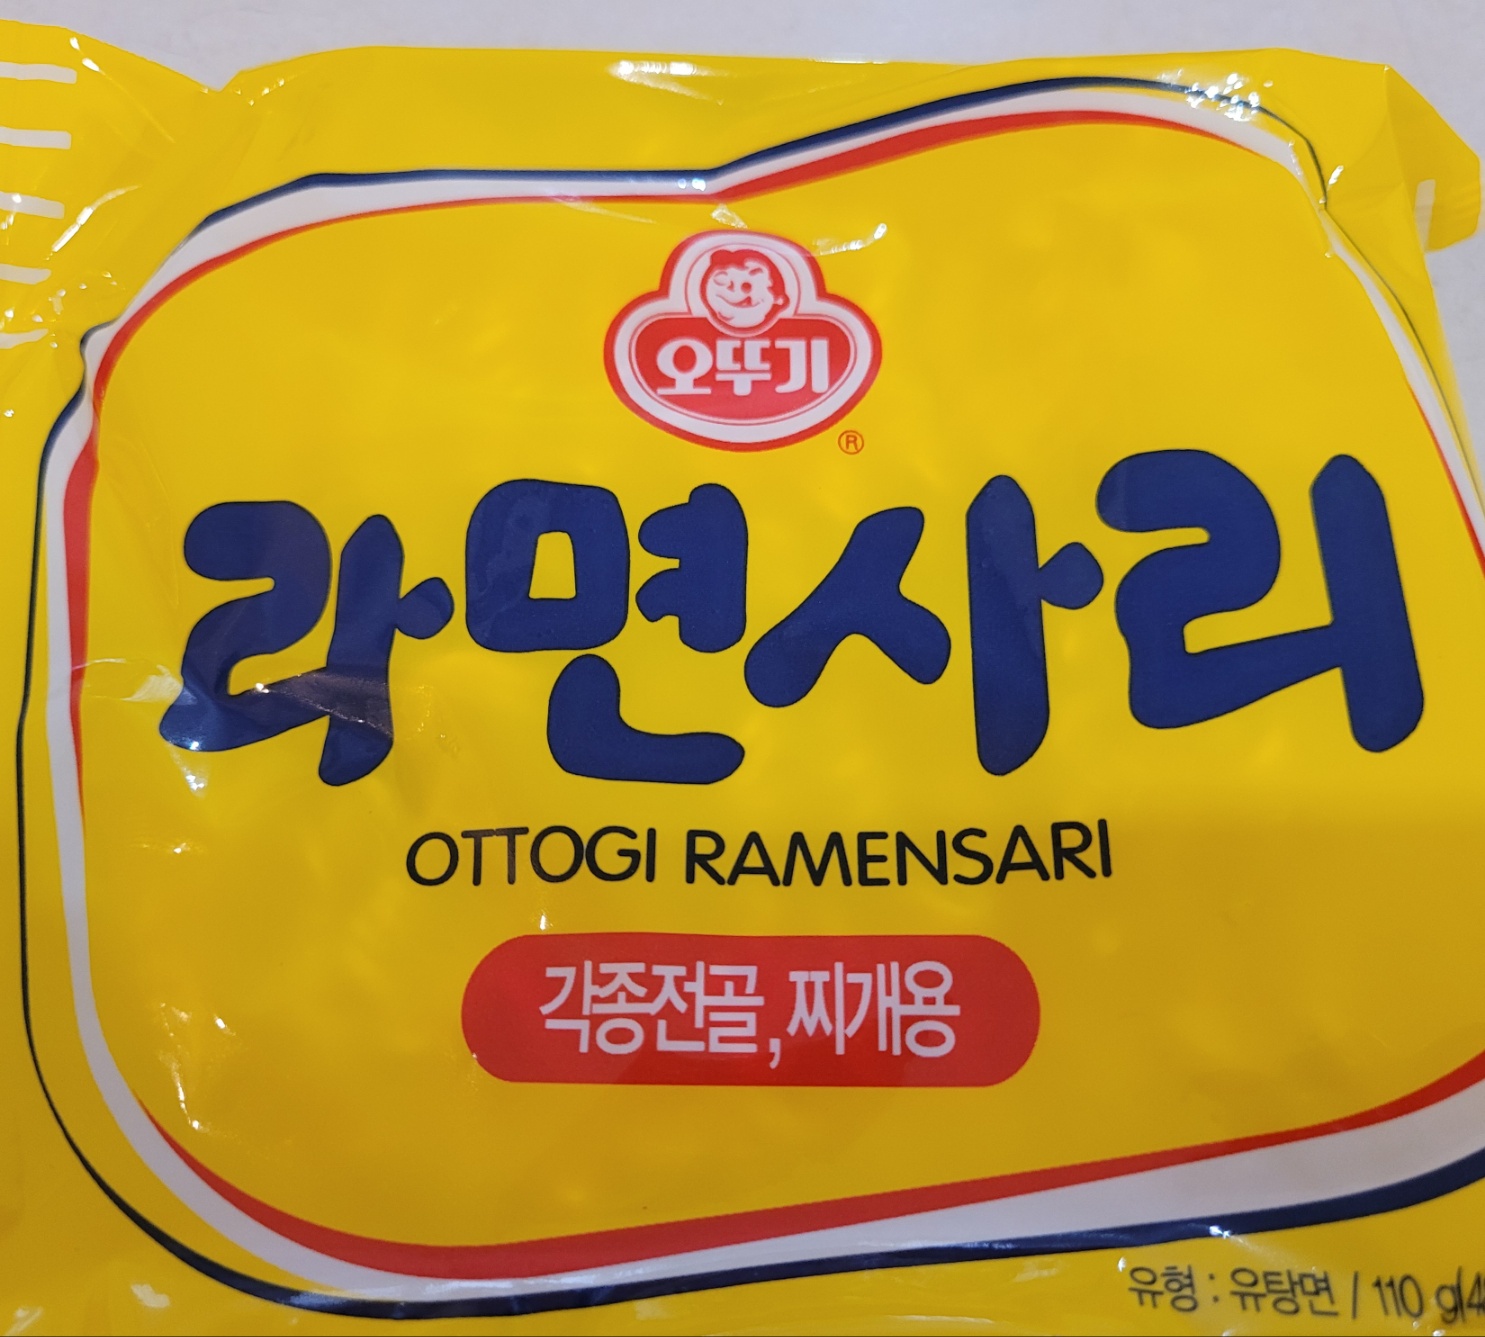 오뚜기
®
라면사리
OTTOGI RAMENSARI
각종전골, 찌개용
유형 : 유탕면 / 110 g